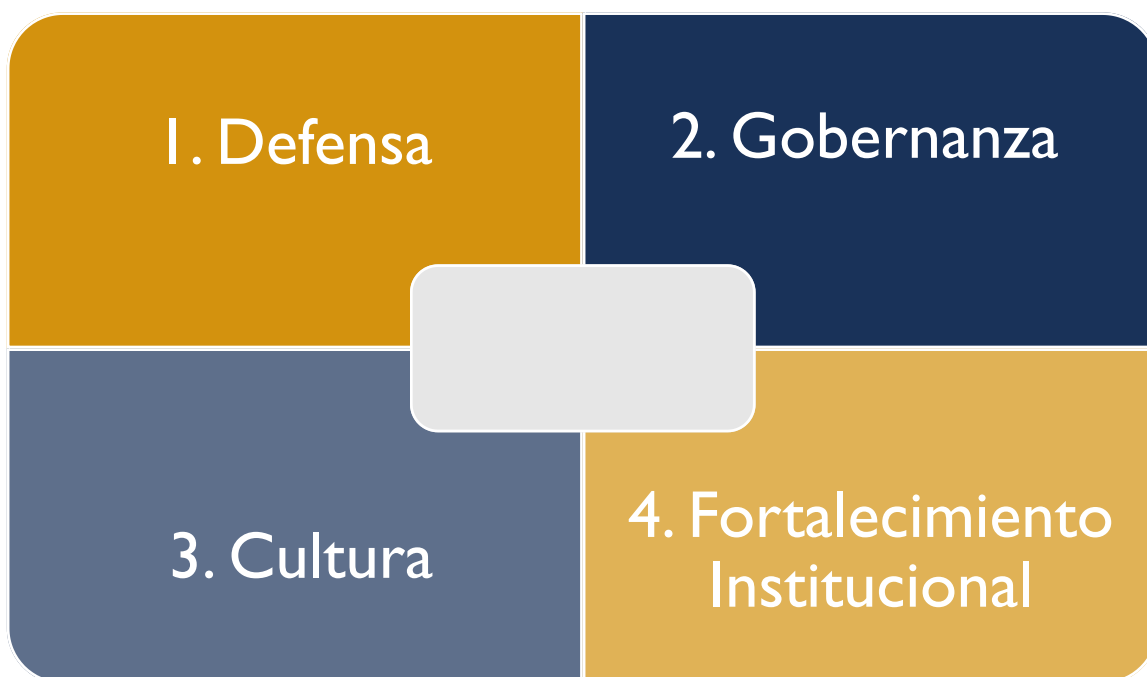 1. Defensa
2. Gobernanza
3. Cultura
4. Fortalecimiento
Institucional